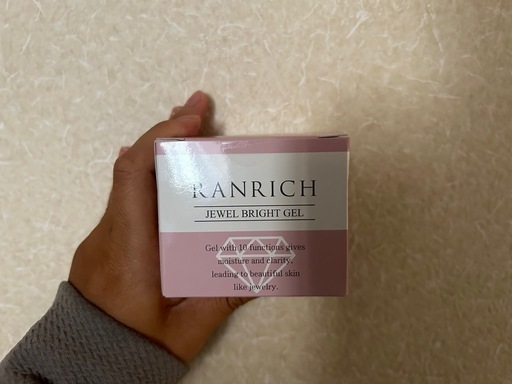 RANRICH
JEWEL BRIGHT GEL
Gel with 10 functions gives
moisture and clarity,
leading to beautiful skin
like jewelry.